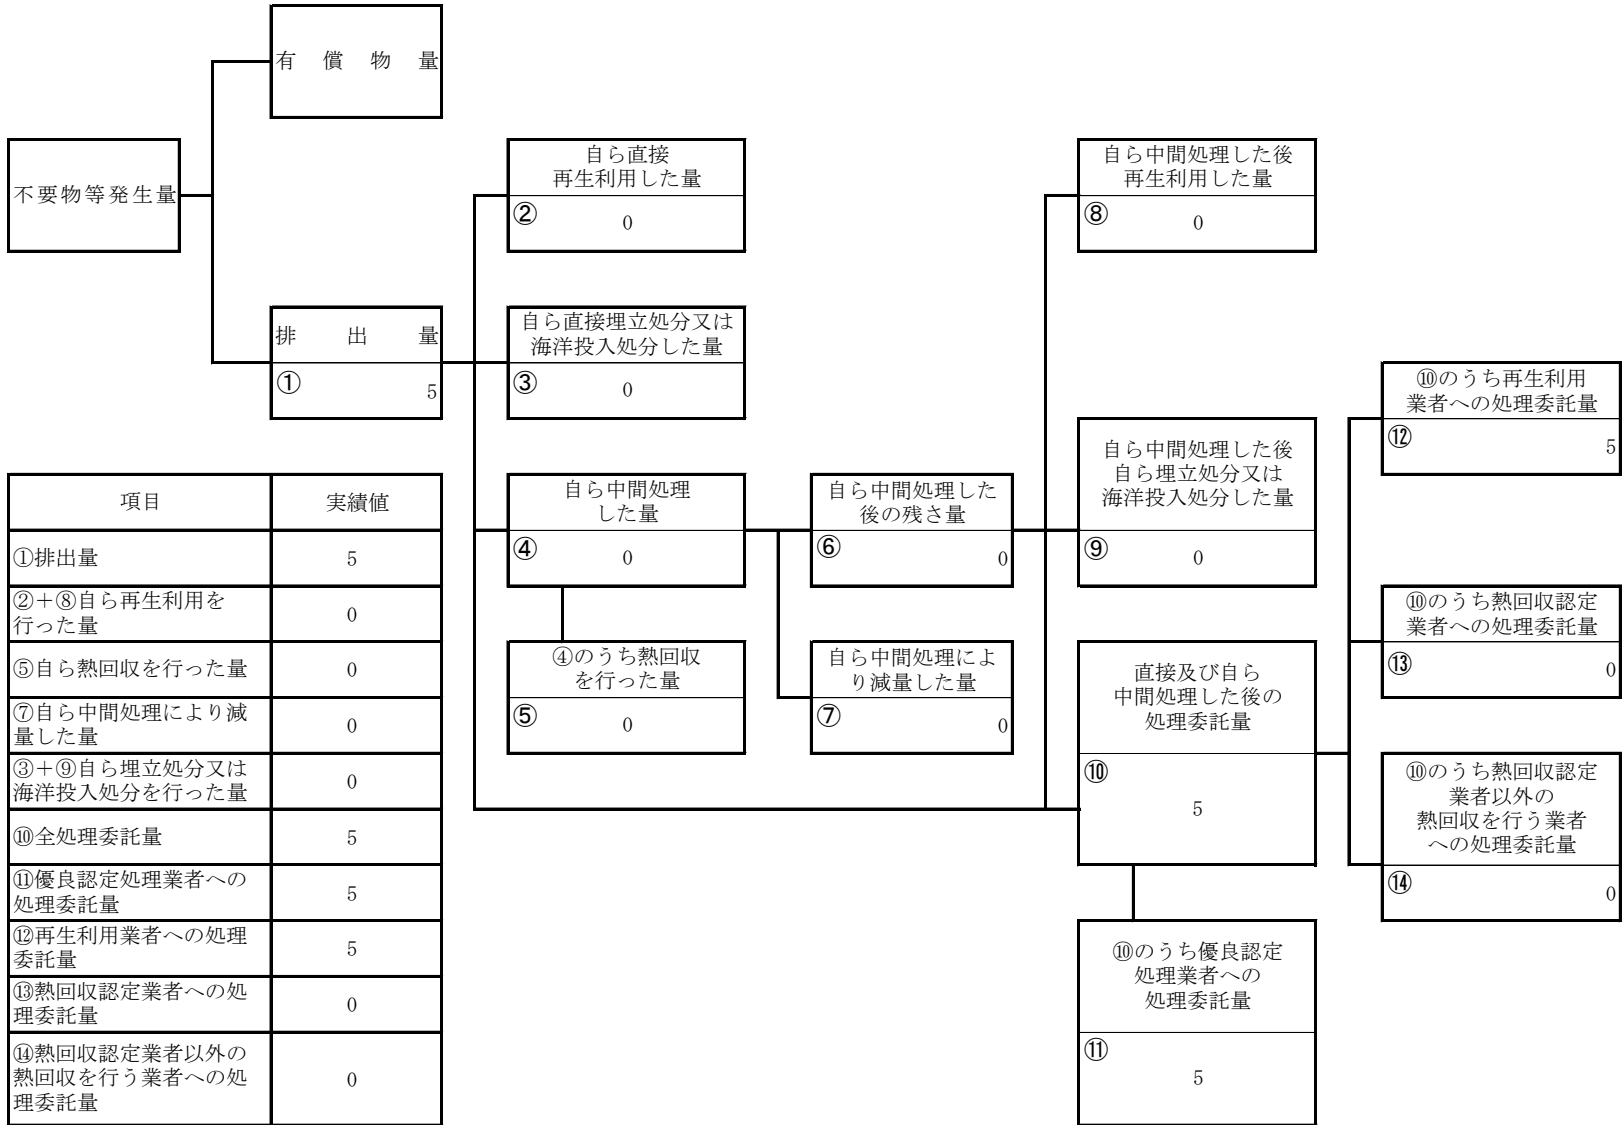 有償物量
不要物等発生量
排出量
①
5
自ら直接
再生利用した量
②
0
自ら直接埋立処分又は
海洋投入処分した量
③
0
自ら中間処理
した量
④
0
④のうち熱回収
を行った量
⑤
0
自ら中間処理した
後の残さ量
⑥
0
自ら中間処理によ
り減量した量
⑦
0
自ら中間処理した後
再生利用した量
⑧
0
自ら中間処理した後
自ら埋立処分又は
海洋投入処分した量
⑨
0
直接及び自ら
中間処理した後の
処理委託量
⑩
5
⑩のうち優良認定
処理業者への
処理委託量
⑪
5
⑩のうち再生利用
業者への処理委託量
⑫
5
⑩のうち熱回収認定
業者への処理委託量
⑬
0
⑩のうち熱回収認定
業者以外の
熱回収を行う業者
への処理委託量
⑭
0
項目 実績値
①排出量 5
②＋⑧自ら再生利用を
行った量
0
⑤自ら熱回収を行った量 0
⑦自ら中間処理により減
量した量
0
③＋⑨自ら埋立処分又は
海洋投入処分を行った量
0
⑩全処理委託量 5
⑪優良認定処理業者への
処理委託量
5
⑫再生利用業者への処理
委託量
5
⑬熱回収認定業者への処
理委託量
0
⑭熱回収認定業者以外の
熱回収を行う業者への処
理委託量
0